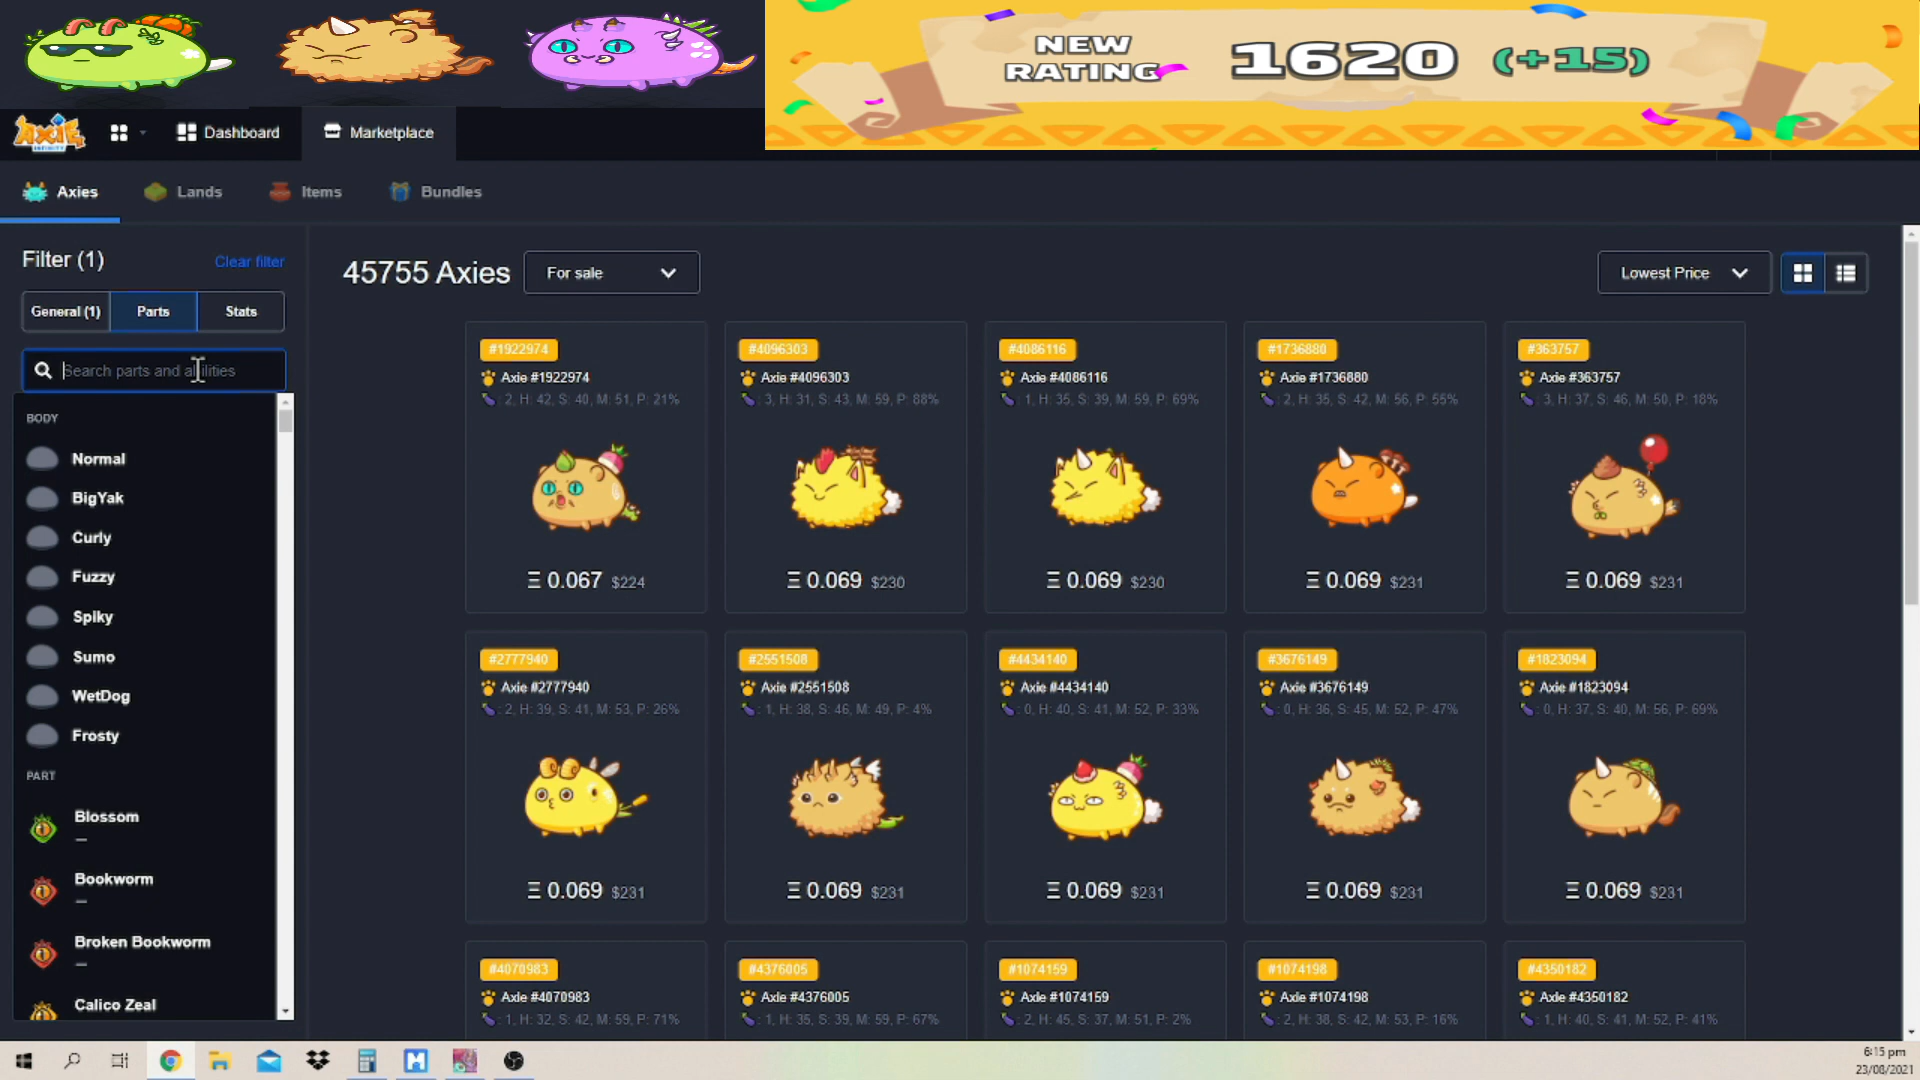 NEW
RATING
1620 (+15)
AXIE
INFINITY
Dashboard
Marketplace
Axies
Lands
Items
Bundles
Filter (1)
Clear filter
General (1)
Parts
Stats
Search parts and abilities
BODY
Normal
BigYak
Curly
Fuzzy
Spiky
Sumo
WetDog
Frosty
PART
Blossom
—
Bookworm
—
Broken Bookworm
—
Calico Zeal
45755 Axies
For sale
Lowest Price
#1922974
Axie #1922974
: 2, H: 42, S: 40, M: 51, P: 21%
Ξ 0.067 $224
#4096303
Axie #4096303
: 3, H: 31, S: 43, M: 59, P: 88%
Ξ 0.069 $230
#4086116
Axie #4086116
: 1, H: 35, S: 39, M: 59, P: 69%
Ξ 0.069 $230
#1736880
Axie #1736880
: 2, H: 35, S: 42, M: 56, P: 55%
Ξ 0.069 $231
#363757
Axie #363757
: 3, H: 37, S: 46, M: 50, P: 18%
Ξ 0.069 $231
#2777940
Axie #2777940
: 2, H: 39, S: 41, M: 53, P: 26%
Ξ 0.069 $231
#2551508
Axie #2551508
: 1, H: 38, S: 46, M: 49, P: 4%
Ξ 0.069 $231
#4434140
Axie #4434140
: 0, H: 40, S: 41, M: 52, P: 33%
Ξ 0.069 $231
#3676149
Axie #3676149
: 0, H: 36, S: 45, M: 52, P: 47%
Ξ 0.069 $231
#1823094
Axie #1823094
: 0, H: 37, S: 40, M: 56, P: 69%
Ξ 0.069 $231
#4070983
Axie #4070983
: 1, H: 32, S: 42, M: 59, P: 71%
#4376005
Axie #4376005
: 1, H: 35, S: 39, M: 59, P: 67%
#1074159
Axie #1074159
: 2, H: 45, S: 37, M: 51, P: 2%
#1074198
Axie #1074198
: 2, H: 38, S: 42, M: 53, P: 16%
#4350182
Axie #4350182
: 1, H: 40, S: 41, M: 52, P: 41%
6:15 pm
23/08/2021